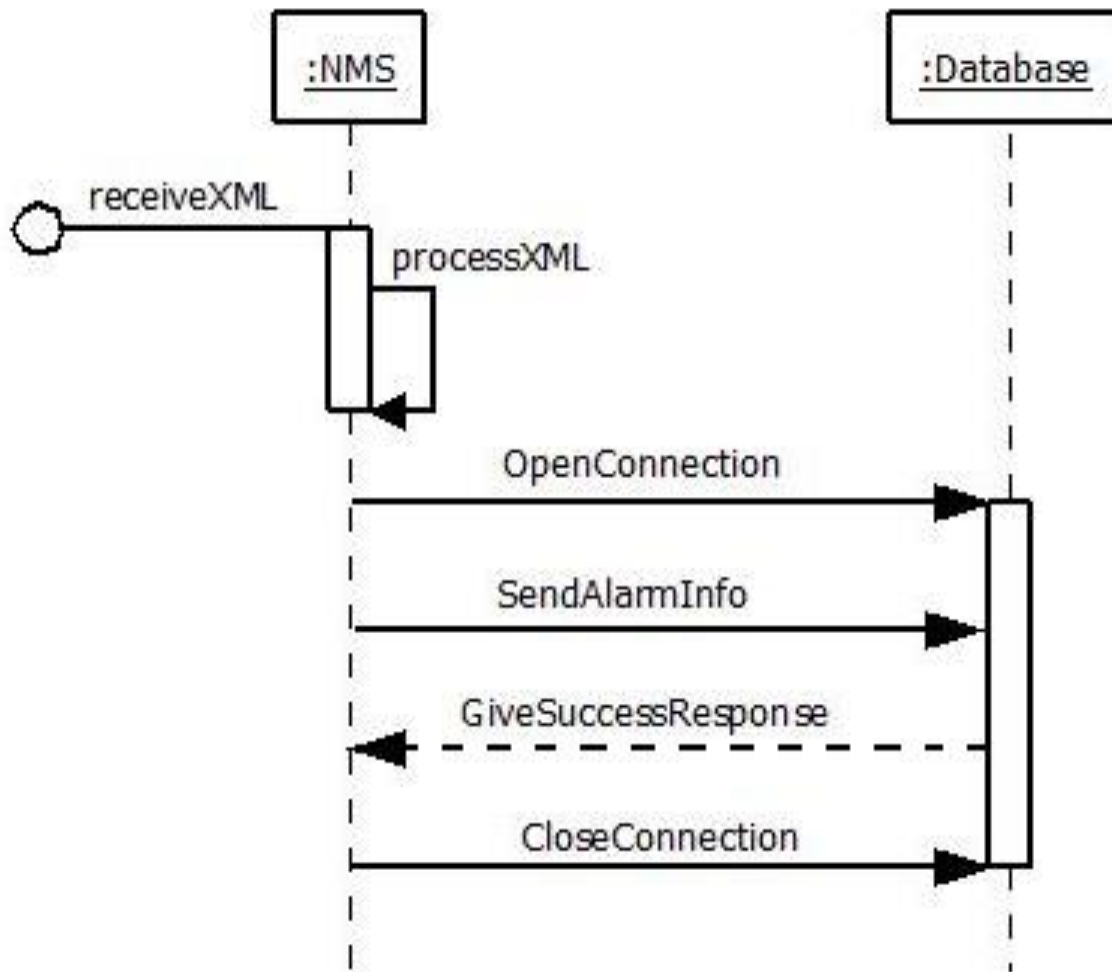 :NMS
:Database
receiveXML
processXML
OpenConnection
SendAlarmInfo
GiveSuccessResponse
CloseConnection